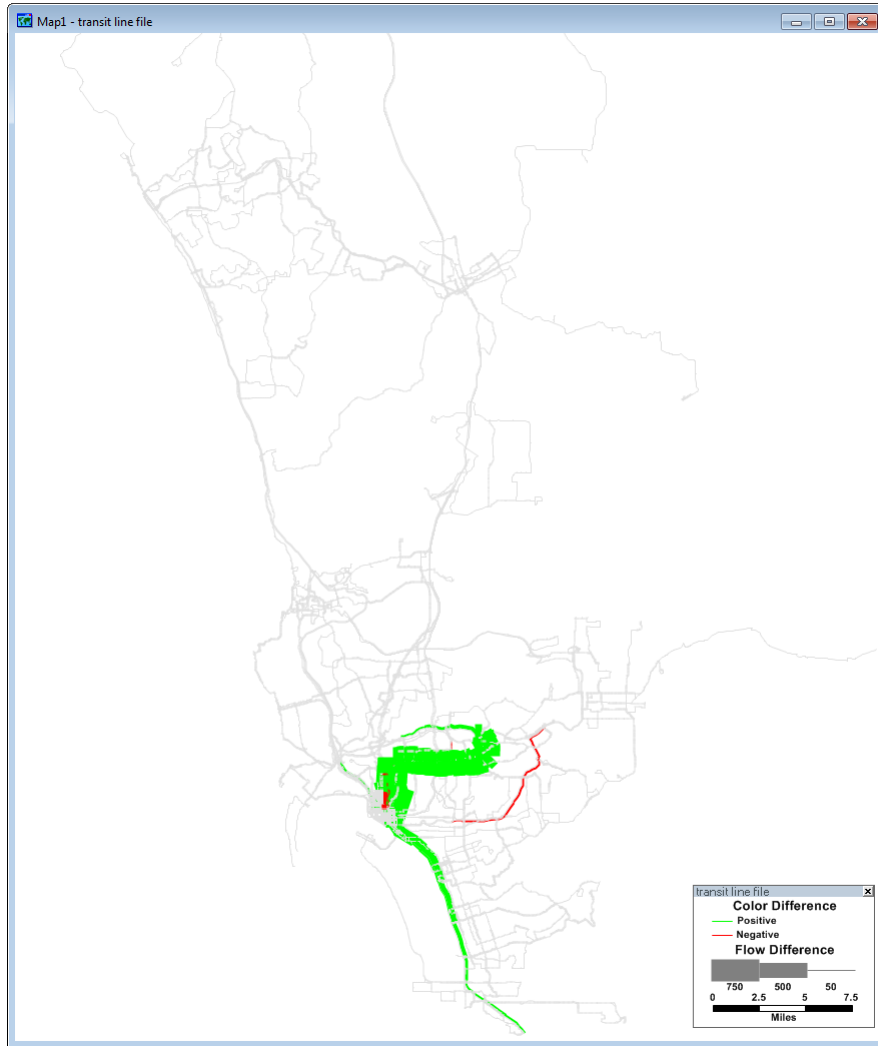 Map1 - transit line file
transit line file
Color Difference
Positive
Negative
Flow Difference
750 500 50
0 2.5 5 7.5
Miles